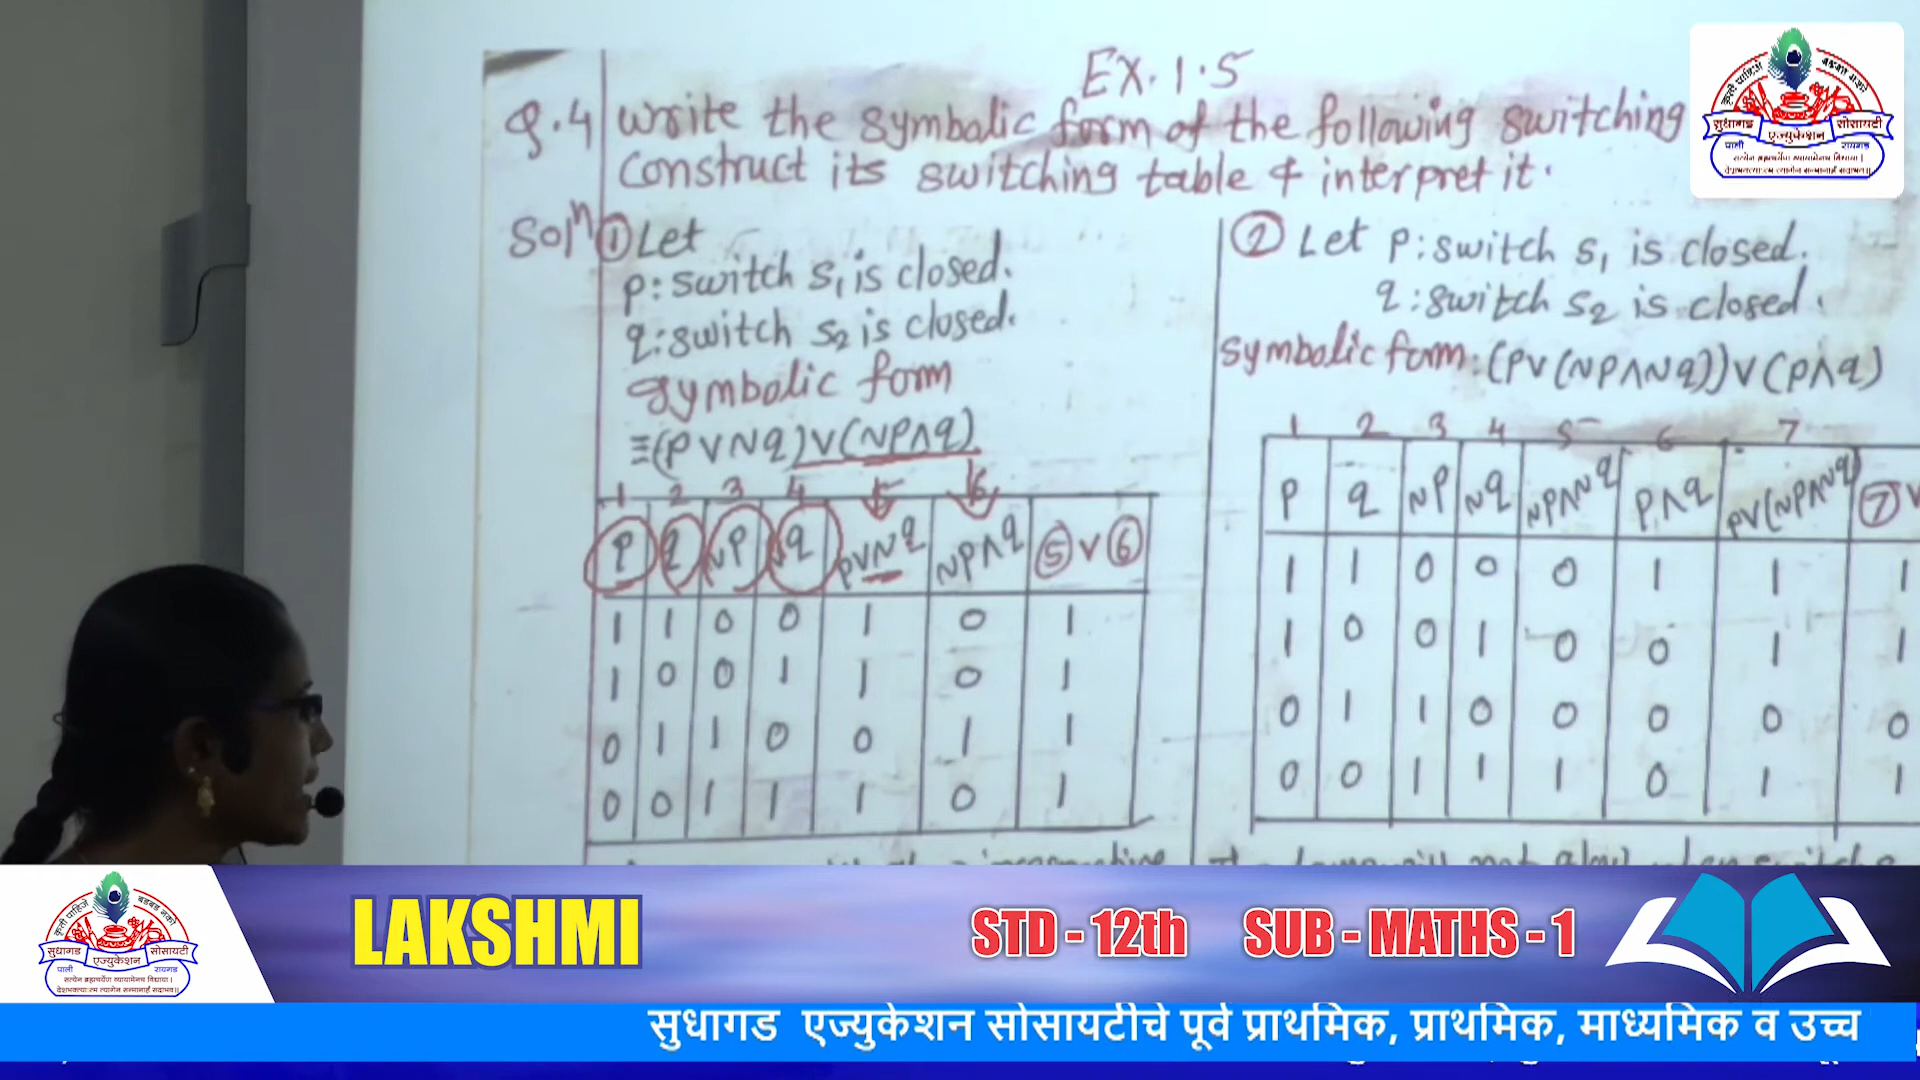 EX. 1.5
Q.4 Write the symbolic form of the following switching
construct its switching table & interpret it.
Soln ① Let
p: switch s1 is closed.
q: switch s2 is closed.
Symbolic form
≡(p∨~q)∨(~p∧q)
1 2 3 4 5 6
p q ~p ~q p∨~q ~p∧q ⑤∨⑥
1 1 0 0 1 0 1
1 0 0 1 1 0 1
0 1 1 0 0 1 1
0 0 1 1 1 0 1
② Let p: switch s1 is closed.
q: switch s2 is closed.
Symbolic form: (p∨(~p∧~q))∨(p∧q)
1 2 3 4 5 6 7
p q ~p ~q ~p∧~q p∧q p∨(~p∧~q) ⑦∨
1 1 0 0 0 1 1 1
1 0 0 1 0 0 1 1
0 1 1 0 0 0 0 0
0 0 1 1 1 0 1 1
सुधागड सोसायटी
एज्युकेशन
पाली रायगड
LAKSHMI
STD - 12th SUB - MATHS - 1
सुधागड एज्युकेशन सोसायटीचे पूर्व प्राथमिक, प्राथमिक, माध्यमिक व उच्च